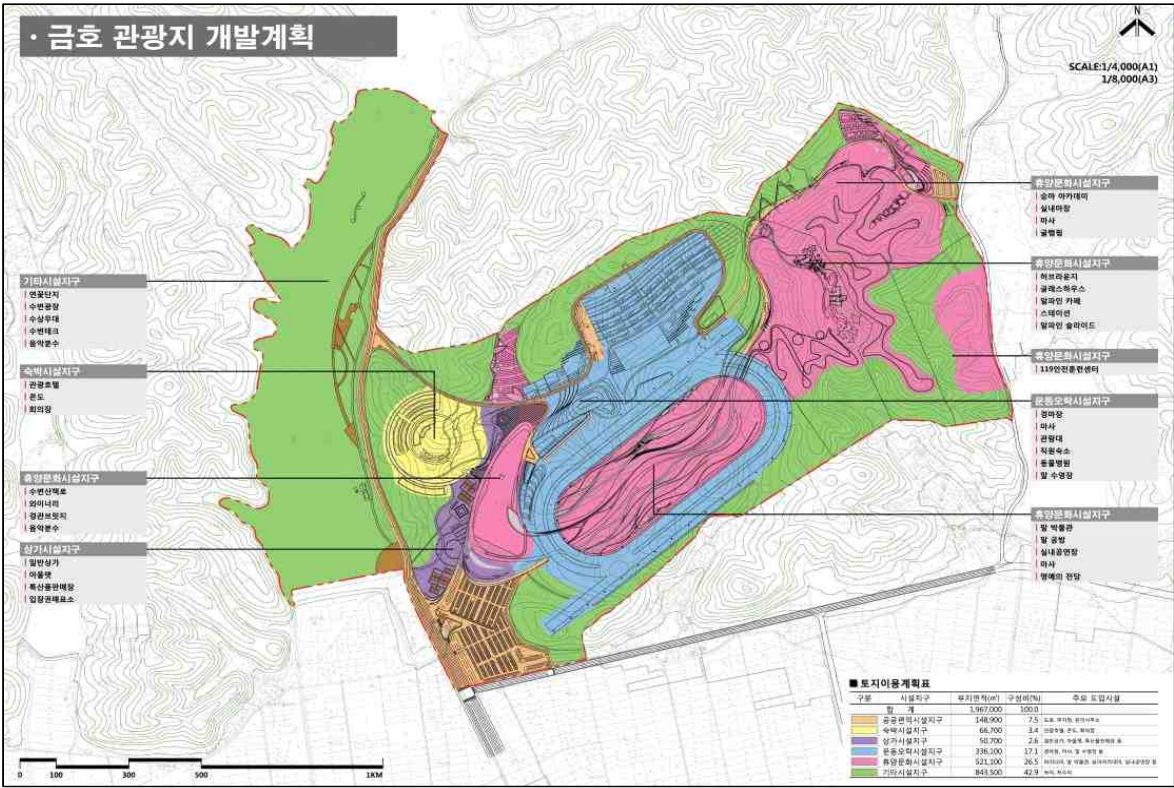 · 금호 관광지 개발계획
N
SCALE:1/4,000(A1)
1/8,000(A3)
기타시설지구
연꽃단지
수변광장
수상무대
수변데크
음악분수
숙박시설지구
관광호텔
콘도
회의장
휴양문화시설지구
수변산책로
와이너리
경관브릿지
음악분수
상가시설지구
일반상가
아울렛
특산물판매장
입장권매표소
휴양문화시설지구
승마 아카데미
실내마장
마사
글램핑
휴양문화시설지구
허브라운지
글래스하우스
알파인 카페
스테이션
알파인 슬라이드
휴양문화시설지구
119안전훈련센터
운동오락시설지구
경마장
마사
관람대
직원숙소
동물병원
말 수영장
휴양문화시설지구
말 박물관
말 공방
실내공연장
마사
명예의 전당
0 100 300 500 1KM
■ 토지이용계획표
구분 시설지구 부지면적(㎡) 구성비(%) 주요 도입시설
합 계 1,967,000 100.0
공공편익시설지구 148,900 7.5
숙박시설지구 66,700 3.4
상가시설지구 50,700 2.6
운동오락시설지구 336,100 17.1
휴양문화시설지구 521,100 26.5
기타시설지구 843,500 42.9